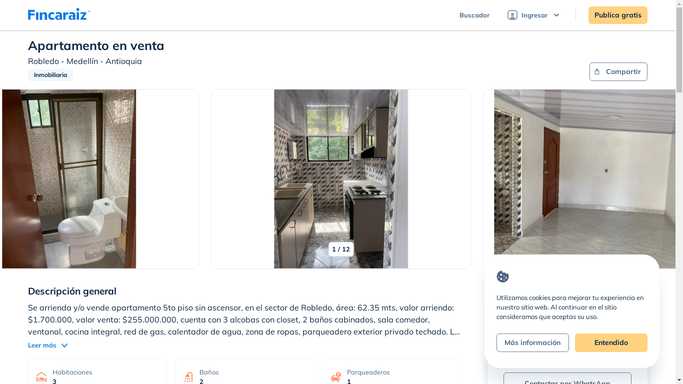 Fincaraiz
Buscador
Ingresar
Publica gratis
Apartamento en venta
Robledo - Medellín - Antioquia
Inmobiliaria
Compartir
1 / 12
Descripción general
Se arrienda y/o vende apartamento 5to piso sin ascensor, en el sector de Robledo, área: 62.35 mts, valor arriendo:
$1.700.000, valor venta: $255.000.000, cuenta con 3 alcobas con closet, 2 baños cabinados, sala comedor,
ventanal, cocina integral, red de gas, calentador de agua, zona de ropas, parqueadero exterior privado techado. L...
Leer más
Habitaciones
3
Baños
2
Parqueaderos
1
Utilizamos cookies para mejorar tu experiencia en
nuestro sitio web. Al continuar en el sitio
consideramos que aceptas su uso.
Más información
Entendido
Contactar por WhatsApp